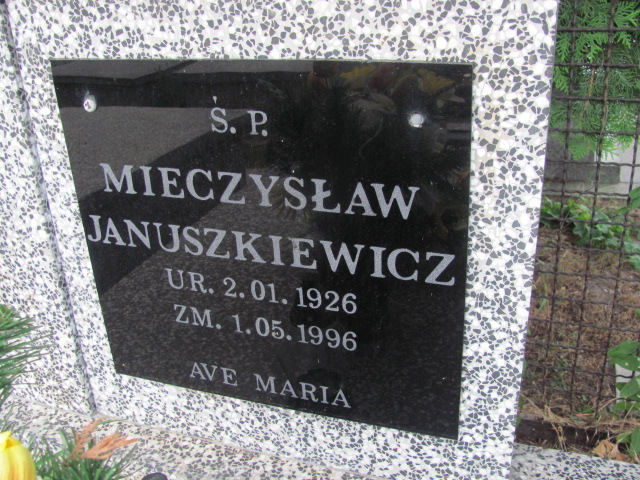 Ś. P.
MIECZYSŁAW
JANUSZKIEWICZ
UR. 2.01.1926
ZM. 1.05.1996
AVE MARIA